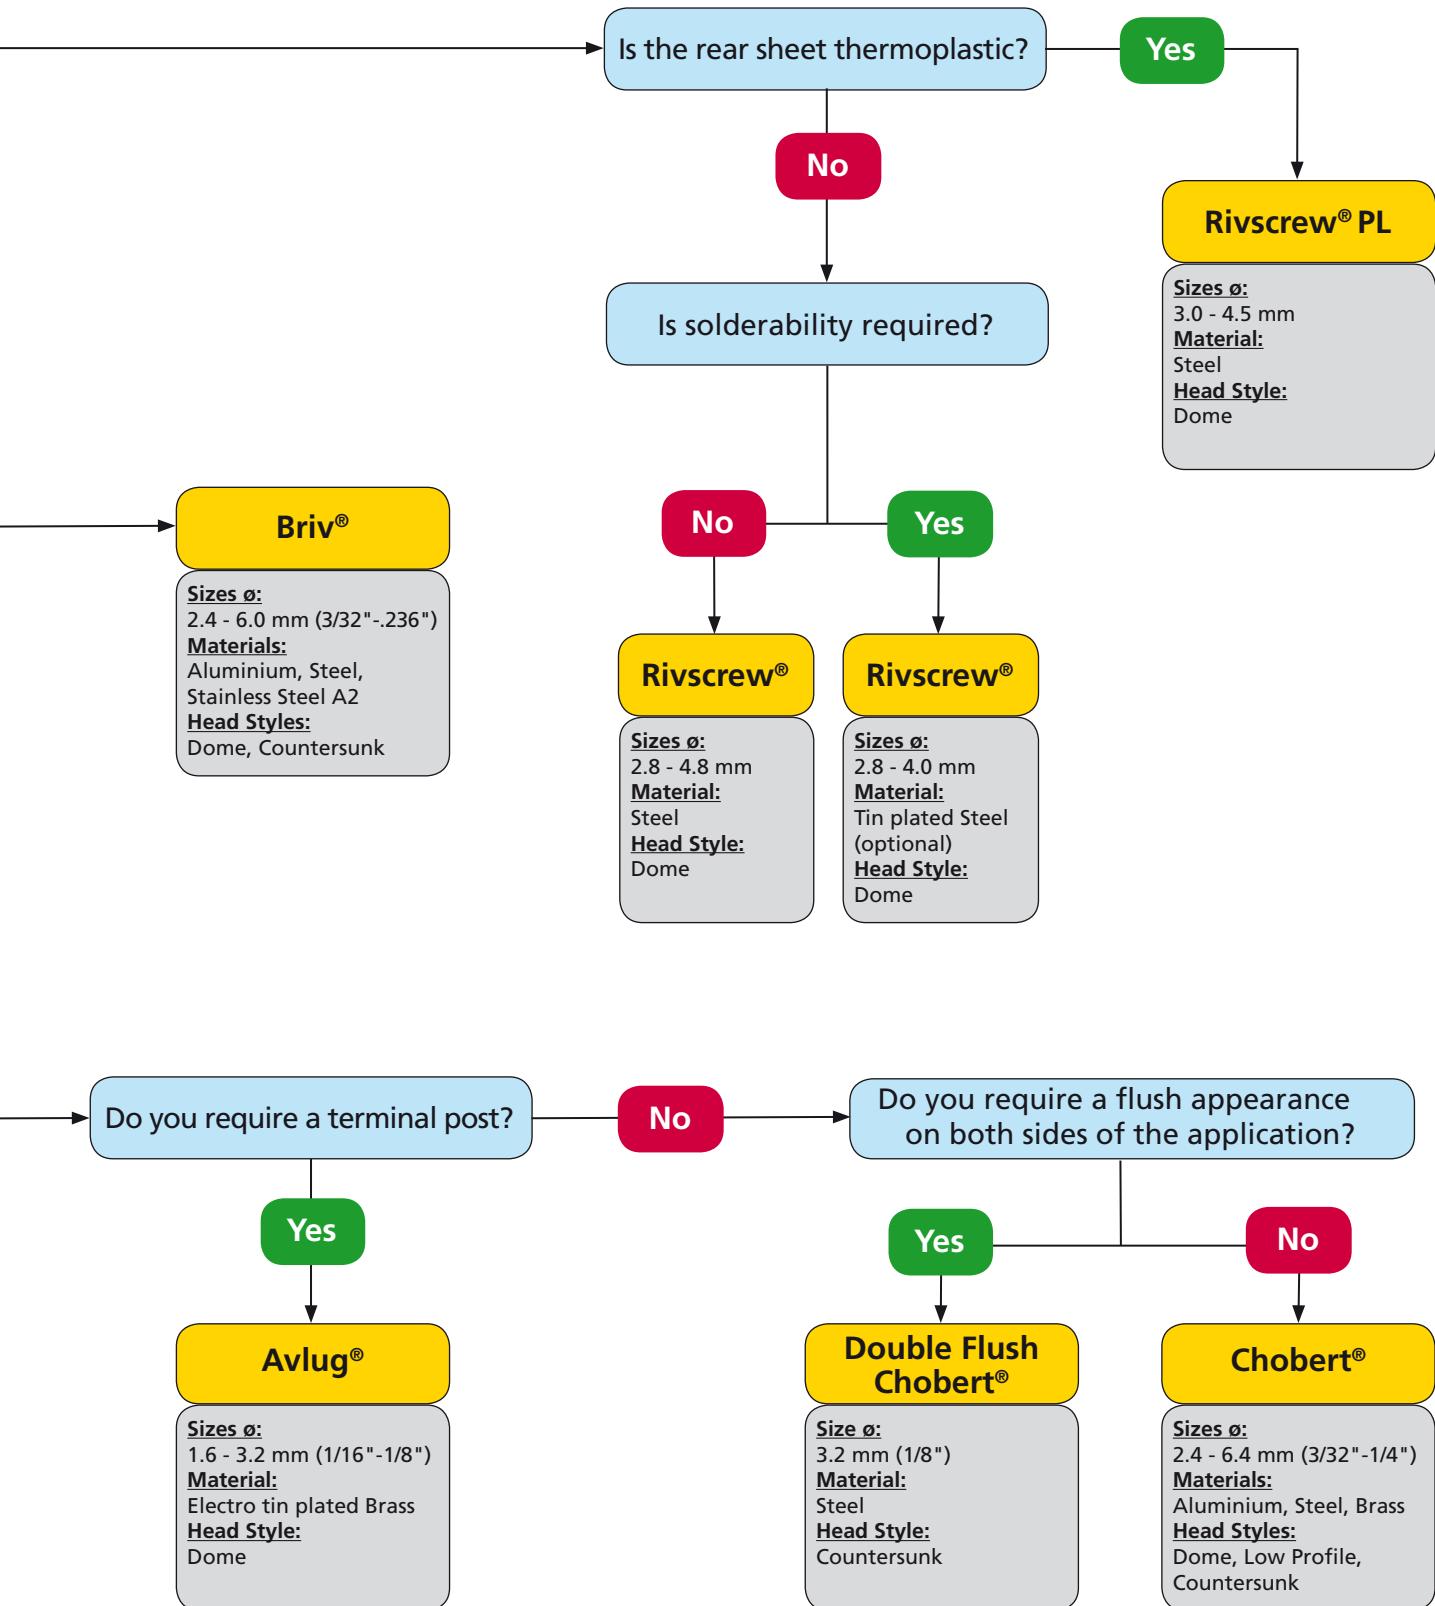 Is the rear sheet thermoplastic?
Yes
No
Rivscrew® PL
Sizes ø:
3.0 - 4.5 mm
Material:
Steel
Head Style:
Dome
Is solderability required?
Briv®
Sizes ø:
2.4 - 6.0 mm (3/32"-.236")
Materials:
Aluminium, Steel,
Stainless Steel A2
Head Styles:
Dome, Countersunk
No
Yes
Rivscrew®
Sizes ø:
2.8 - 4.8 mm
Material:
Steel
Head Style:
Dome
Rivscrew®
Sizes ø:
2.8 - 4.0 mm
Material:
Tin plated Steel
(optional)
Head Style:
Dome
Do you require a terminal post?
No
Do you require a flush appearance
on both sides of the application?
Yes
Yes
No
Avlug®
Sizes ø:
1.6 - 3.2 mm (1/16"-1/8")
Material:
Electro tin plated Brass
Head Style:
Dome
Double Flush
Chobert®
Size ø:
3.2 mm (1/8")
Material:
Steel
Head Style:
Countersunk
Chobert®
Sizes ø:
2.4 - 6.4 mm (3/32"-1/4")
Materials:
Aluminium, Steel, Brass
Head Styles:
Dome, Low Profile,
Countersunk